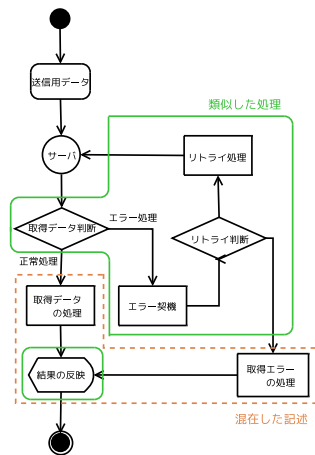 送信用データ
類似した処理
サーバ
リトライ処理
取得データ判断
エラー処理
リトライ判断
正常処理
取得データ
の処理
エラー契機
取得エラー
の処理
結果の反映
混在した記述